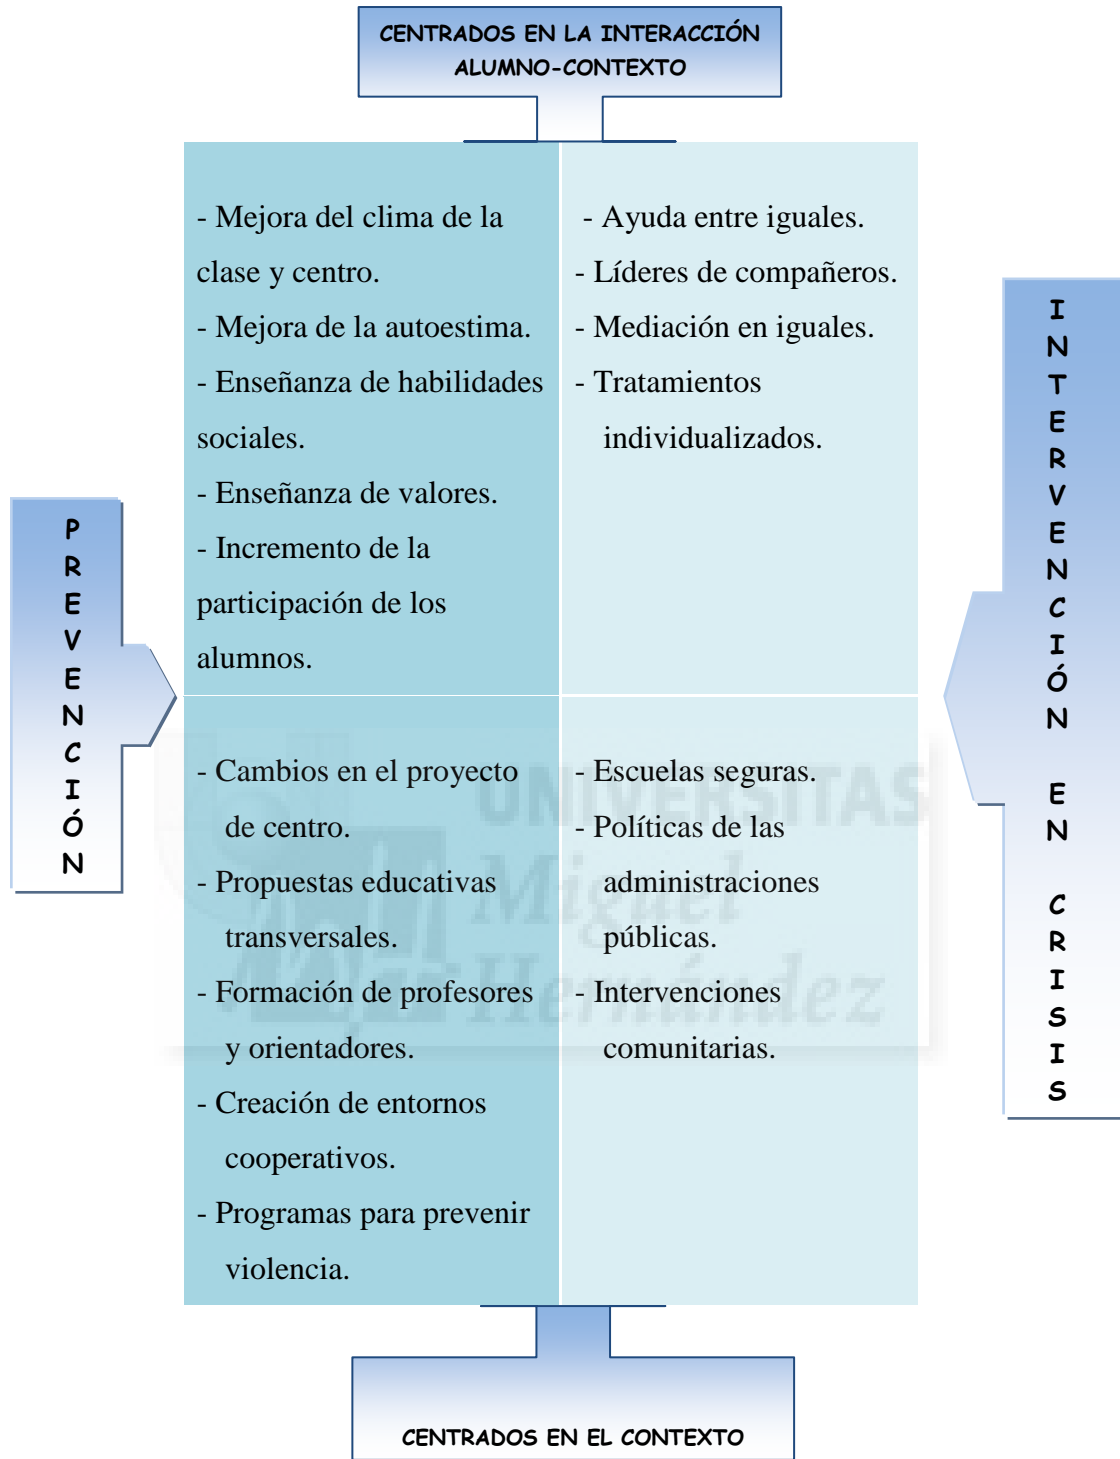 CENTRADOS EN LA INTERACCIÓN
ALUMNO-CONTEXTO
- Mejora del clima de la
clase y centro.
- Mejora de la autoestima.
- Enseñanza de habilidades
sociales.
- Enseñanza de valores.
- Incremento de la
participación de los
alumnos.
- Ayuda entre iguales.
- Líderes de compañeros.
- Mediación en iguales.
- Tratamientos
individualizados.
PREVENCIÓN
INTERVENCIÓN EN CRISIS
- Cambios en el proyecto
de centro.
- Propuestas educativas
transversales.
- Formación de profesores
y orientadores.
- Creación de entornos
cooperativos.
- Programas para prevenir
violencia.
- Escuelas seguras.
- Políticas de las
administraciones
públicas.
- Intervenciones
comunitarias.
UNIVERSITAS
Miguel
Hernández
CENTRADOS EN EL CONTEXTO